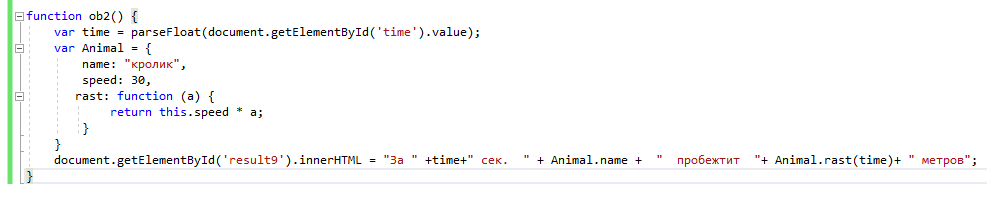 function ob2() {
var time = parseFloat(document.getElementById('time').value);
var Animal = {
name: "кролик",
speed: 30,
rast: function (a) {
return this.speed * a;
}
}
document.getElementById('result9').innerHTML = "За " +time+" сек.  " + Animal.name +  "  пробежтит  "+ Animal.rast(time)+ " метров";
}